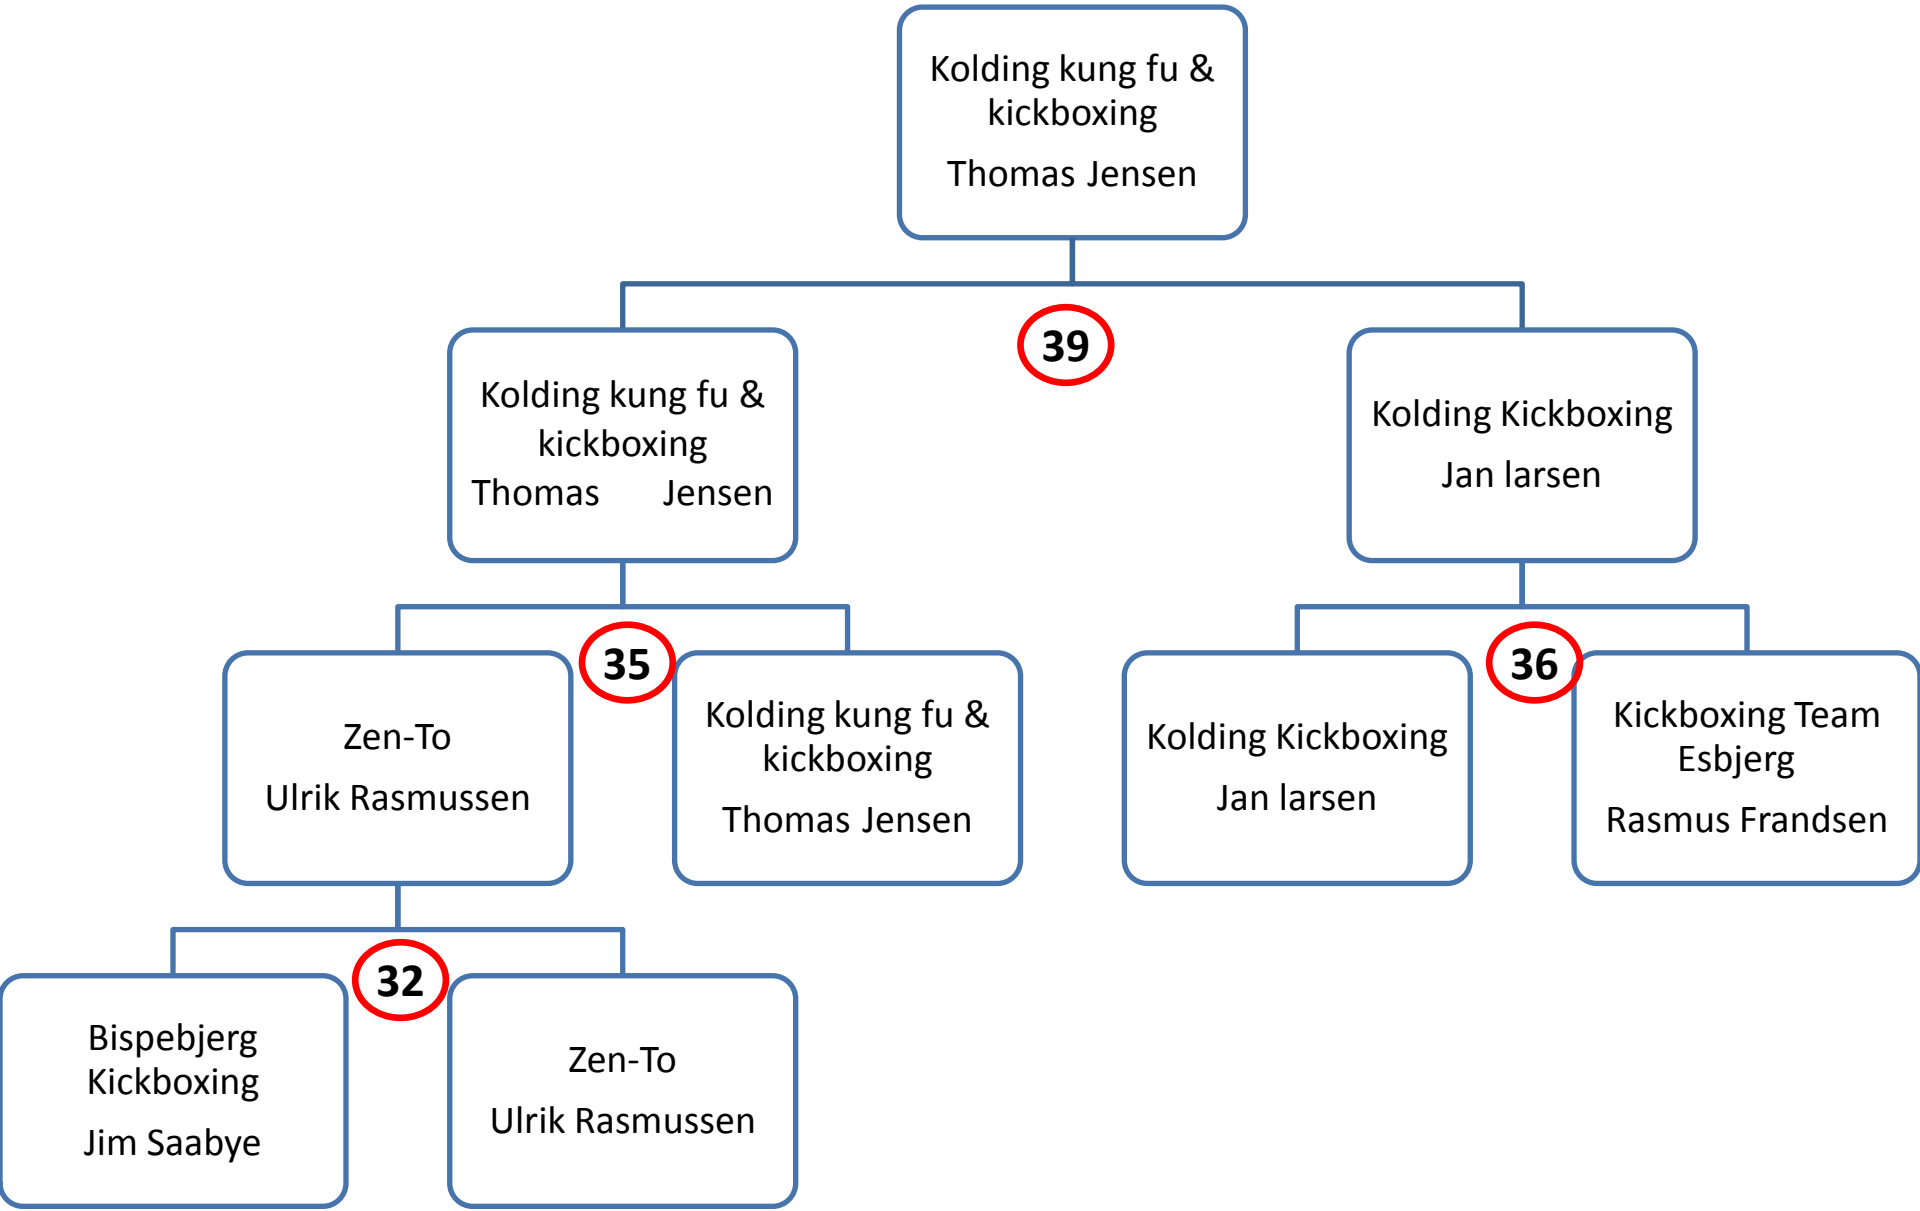 Kolding kung fu &
kickboxing
Thomas Jensen
39
Kolding kung fu &
kickboxing
Thomas Jensen
Kolding Kickboxing
Jan larsen
35
36
Zen-To
Ulrik Rasmussen
Kolding kung fu &
kickboxing
Thomas Jensen
Kolding Kickboxing
Jan larsen
Kickboxing Team
Esbjerg
Rasmus Frandsen
32
Bispebjerg
Kickboxing
Jim Saabye
Zen-To
Ulrik Rasmussen